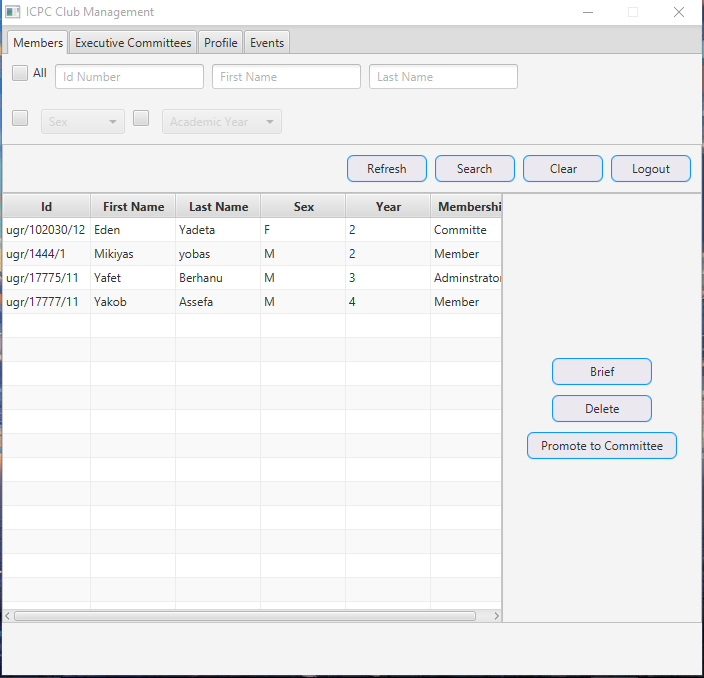 ICPC Club Management
Members Executive Committees Profile Events
All Id Number First Name Last Name
Sex Academic Year
Refresh Search Clear Logout
Id First Name Last Name Sex Year Membershi
ugr/102030/12 Eden Yadeta F 2 Committe
ugr/1444/1 Mikiyas yobas M 2 Member
ugr/17775/11 Yafet Berhanu M 3 Adminstrator
ugr/17777/11 Yakob Assefa M 4 Member
Brief
Delete
Promote to Committee